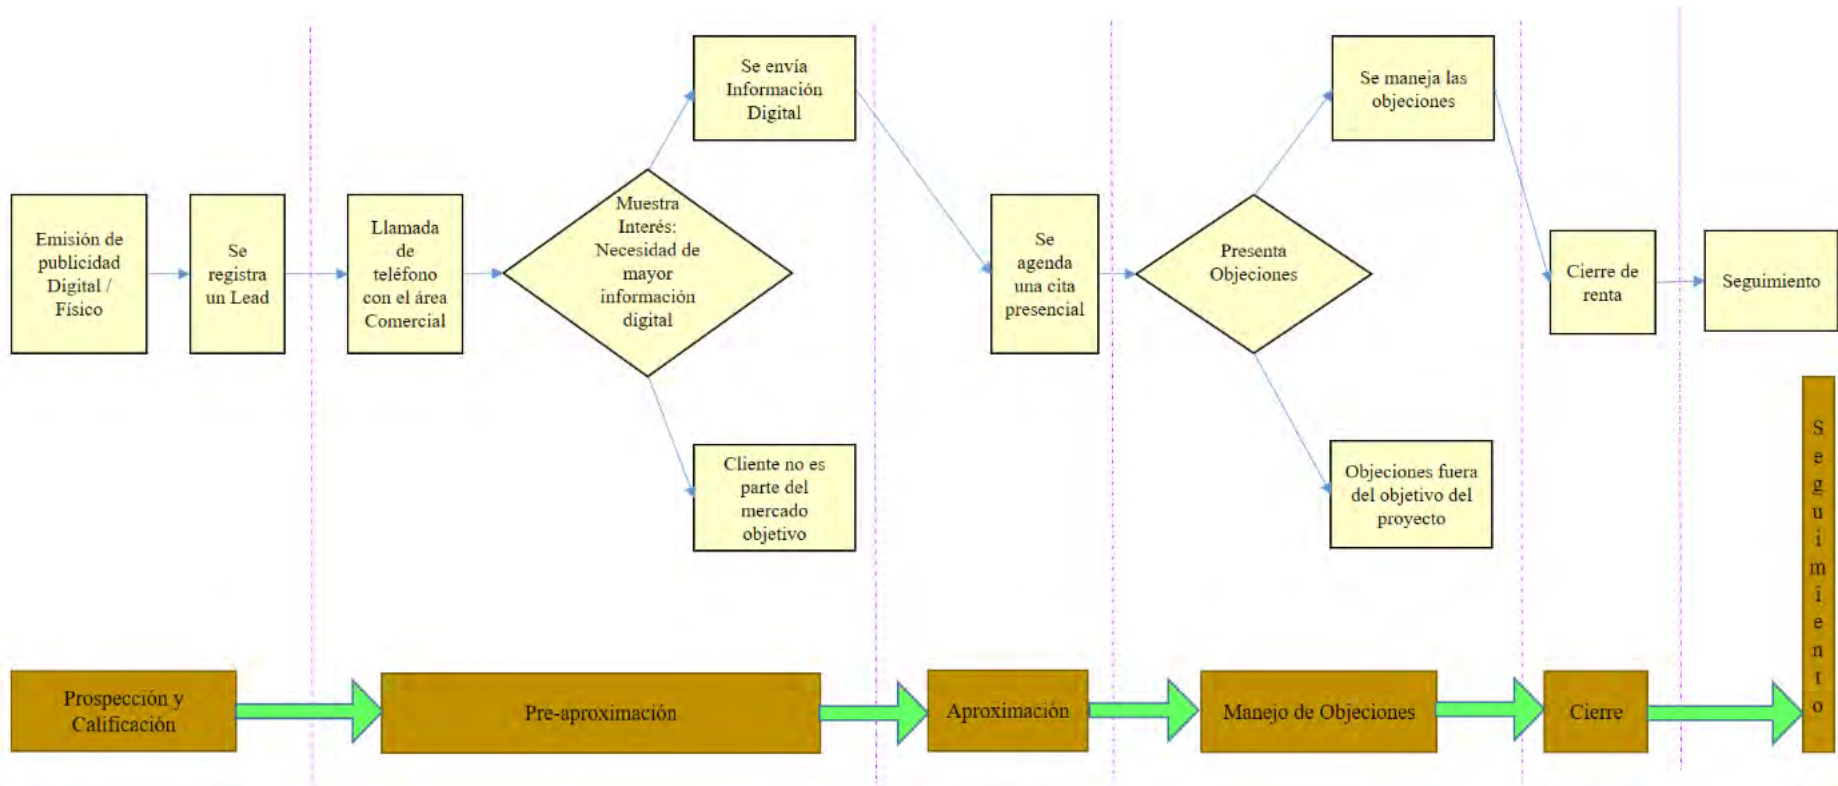 Emisión de
publicidad
Digital /
Físico
Se
registra
un Lead
Llamada
de
teléfono
con el área
Comercial
Muestra
Interés:
Necesidad de
mayor
información
digital
Se envía
Información
Digital
Cliente no es
parte del
mercado
objetivo
Se
agenda
una cita
presencial
Presenta
Objeciones
Se maneja las
objeciones
Objeciones fuera
del objetivo del
proyecto
Cierre de
renta
Seguimiento
Prospección y
Calificación
Pre-aproximación
Aproximación
Manejo de Objeciones
Cierre
Seguimiento